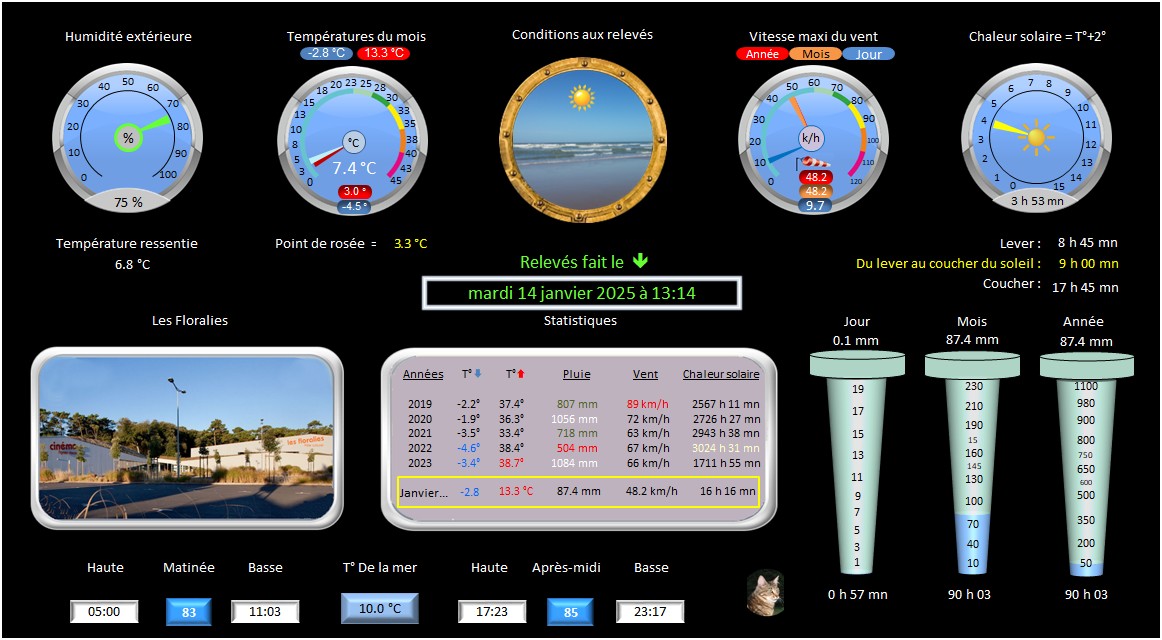 Humidité extérieure
Températures du mois
Conditions aux relevés
Vitesse maxi du vent
Chaleur solaire = T°+2°
-2.8 °C 13.3 °C
Année Mois Jour
0 10 20 30 40 50 60 70 80 90 100
%
75 %
0 3 5 8 10 13 15 18 20 23 25 28 30 33 35 38 40 43 45
°C
7.4 °C
3.0 °
-4.5 °
0 10 20 30 40 50 60 70 80 90 100 110 120
k/h
48.2
48.2
9.7
0 1 2 3 4 5 6 7 8 9 10 11 12 14 15
3 h 53 mn
Température ressentie
6.8 °C
Point de rosée = 3.3 °C
Relevés fait le
mardi 14 janvier 2025 à 13:14
Lever : 8 h 45 mn
Du lever au coucher du soleil : 9 h 00 mn
Coucher : 17 h 45 mn
Les Floralies
cinéma
les floralies
Statistiques
Années T° T° Pluie Vent Chaleur solaire
2019 -2.2° 37.4° 807 mm 89 km/h 2567 h 11 mn
2020 -1.9° 36.3° 1056 mm 72 km/h 2726 h 27 mn
2021 -3.5° 33.4° 718 mm 63 km/h 2943 h 38 mn
2022 -4.6° 38.4° 504 mm 67 km/h 3024 h 31 mn
2023 -3.4° 38.7° 1084 mm 66 km/h 1711 h 55 mn
Janvier... -2.8 13.3 °C 87.4 mm 48.2 km/h 16 h 16 mn
Jour
0.1 mm
19
17
15
13
11
9
7
5
3
1
0 h 57 mn
Mois
87.4 mm
230
210
190
15
160
145
130
100
70
40
10
90 h 03
Année
87.4 mm
1100
980
900
800
750
650
600
500
350
200
50
90 h 03
Haute Matinée Basse T° De la mer Haute Après-midi Basse
05:00 83 11:03 10.0 °C 17:23 85 23:17